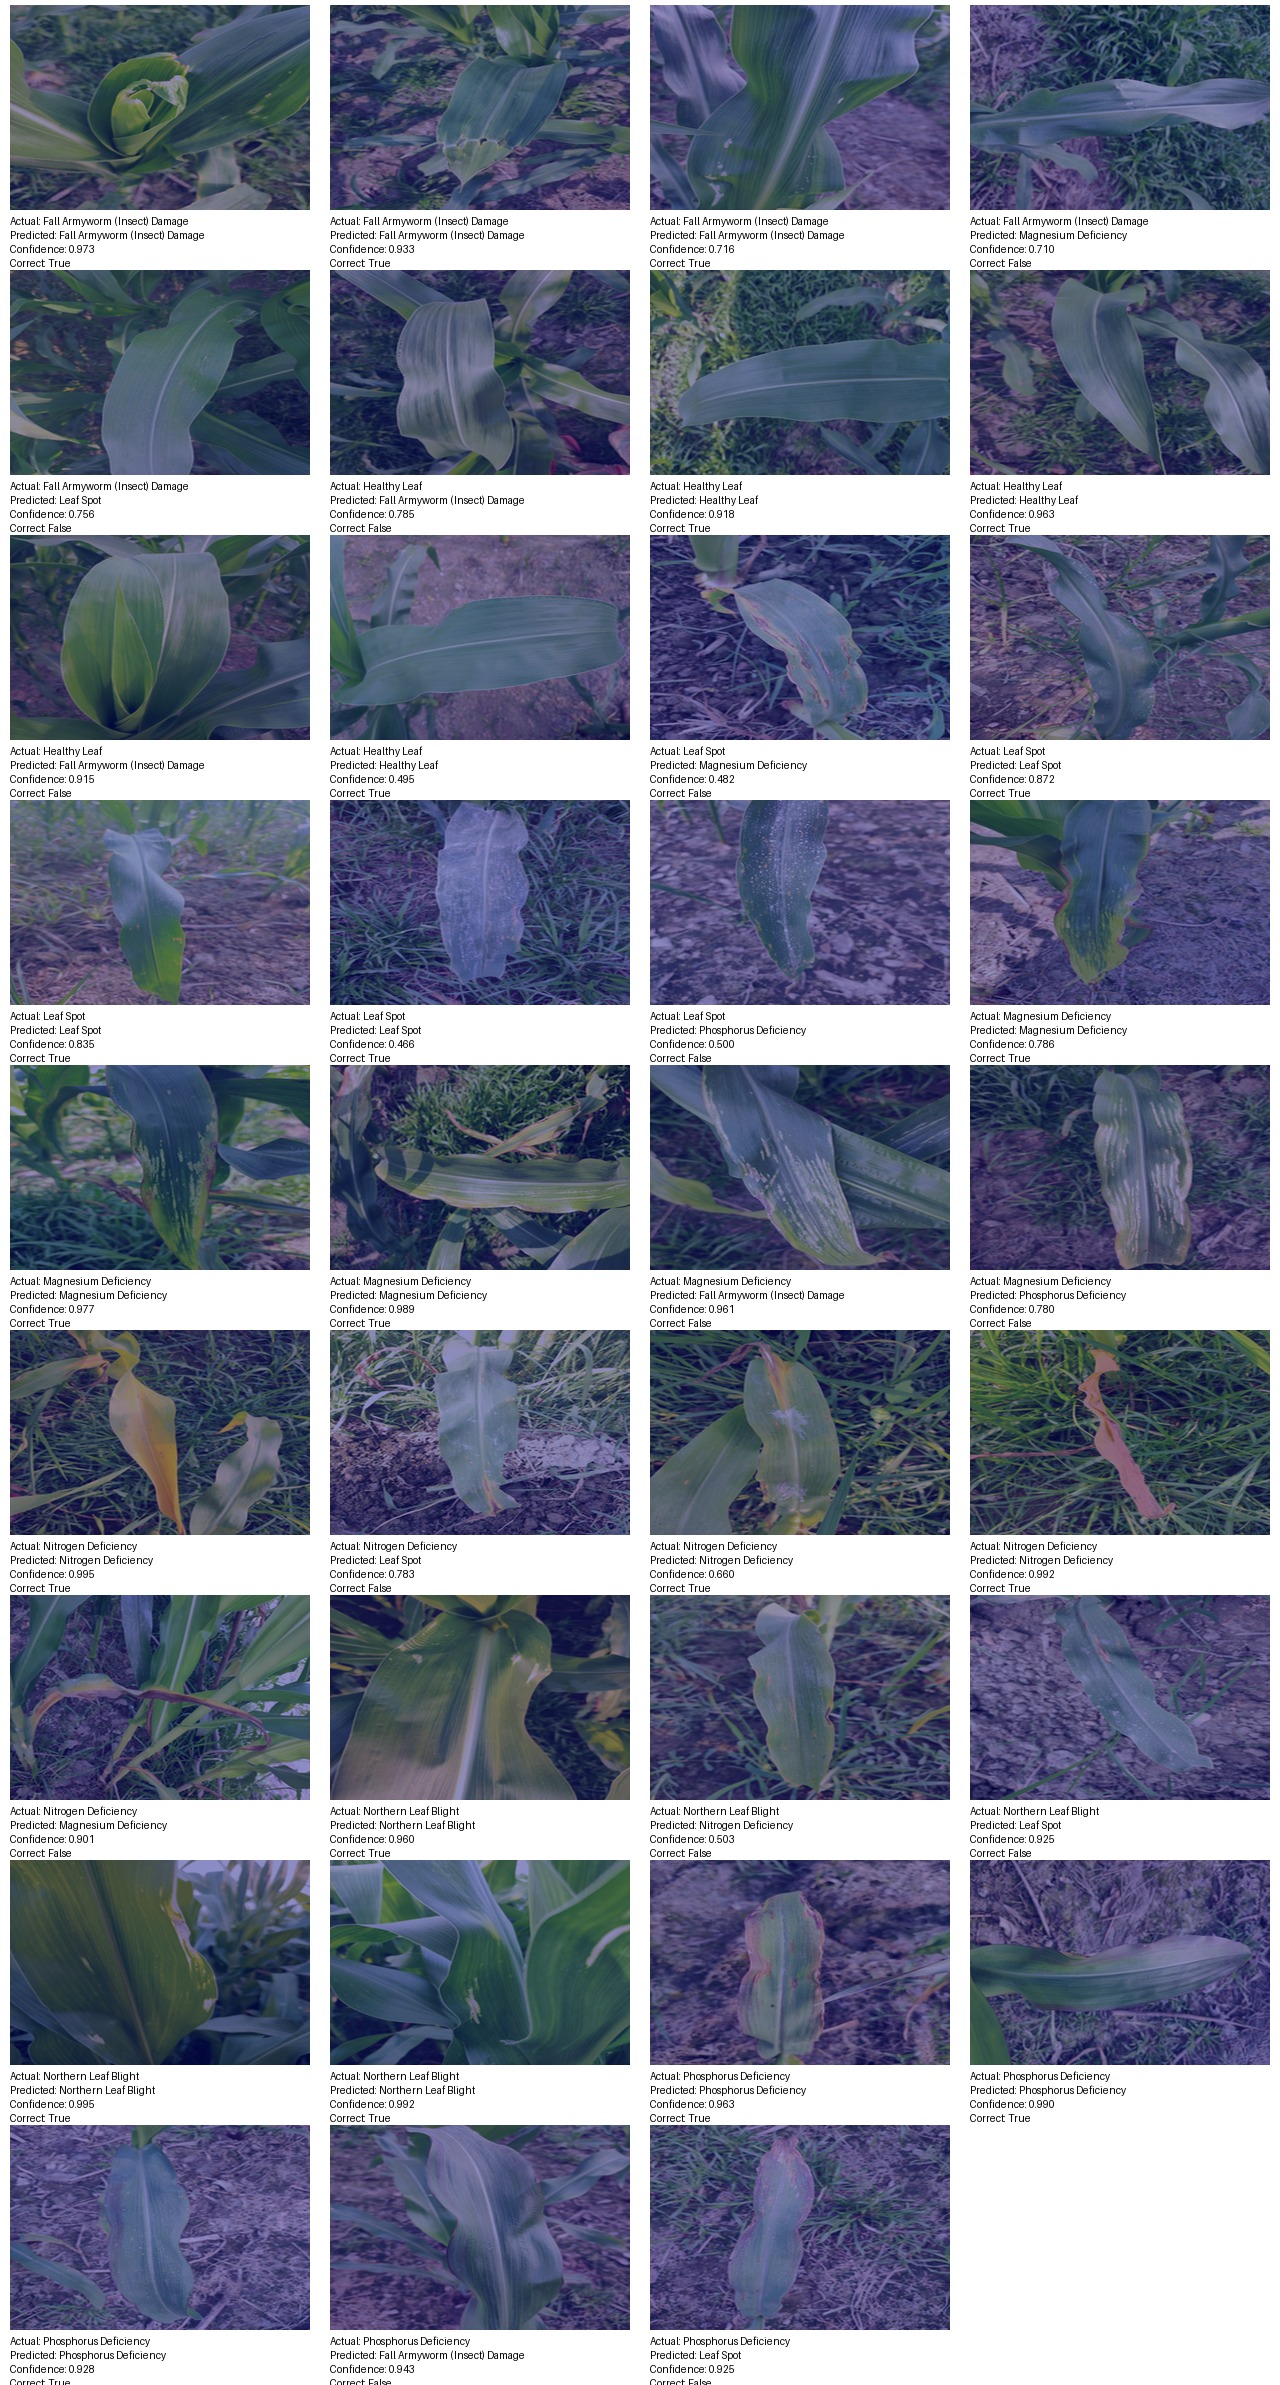 Actual: Fall Armyworm (Insect) Damage
Predicted: Fall Armyworm (Insect) Damage
Confidence: 0.973
Correct: True
Actual: Fall Armyworm (Insect) Damage
Predicted: Fall Armyworm (Insect) Damage
Confidence: 0.933
Correct: True
Actual: Fall Armyworm (Insect) Damage
Predicted: Fall Armyworm (Insect) Damage
Confidence: 0.716
Correct: True
Actual: Fall Armyworm (Insect) Damage
Predicted: Magnesium Deficiency
Confidence: 0.710
Correct: False
Actual: Fall Armyworm (Insect) Damage
Predicted: Leaf Spot
Confidence: 0.756
Correct: False
Actual: Healthy Leaf
Predicted: Fall Armyworm (Insect) Damage
Confidence: 0.785
Correct: False
Actual: Healthy Leaf
Predicted: Healthy Leaf
Confidence: 0.918
Correct: True
Actual: Healthy Leaf
Predicted: Healthy Leaf
Confidence: 0.963
Correct: True
Actual: Healthy Leaf
Predicted: Fall Armyworm (Insect) Damage
Confidence: 0.915
Correct: False
Actual: Healthy Leaf
Predicted: Healthy Leaf
Confidence: 0.495
Correct: True
Actual: Leaf Spot
Predicted: Magnesium Deficiency
Confidence: 0.482
Correct: False
Actual: Leaf Spot
Predicted: Leaf Spot
Confidence: 0.872
Correct: True
Actual: Leaf Spot
Predicted: Leaf Spot
Confidence: 0.835
Correct: True
Actual: Leaf Spot
Predicted: Leaf Spot
Confidence: 0.466
Correct: True
Actual: Leaf Spot
Predicted: Phosphorus Deficiency
Confidence: 0.500
Correct: False
Actual: Magnesium Deficiency
Predicted: Magnesium Deficiency
Confidence: 0.786
Correct: True
Actual: Magnesium Deficiency
Predicted: Magnesium Deficiency
Confidence: 0.977
Correct: True
Actual: Magnesium Deficiency
Predicted: Magnesium Deficiency
Confidence: 0.989
Correct: True
Actual: Magnesium Deficiency
Predicted: Fall Armyworm (Insect) Damage
Confidence: 0.961
Correct: False
Actual: Magnesium Deficiency
Predicted: Phosphorus Deficiency
Confidence: 0.780
Correct: False
Actual: Nitrogen Deficiency
Predicted: Nitrogen Deficiency
Confidence: 0.995
Correct: True
Actual: Nitrogen Deficiency
Predicted: Leaf Spot
Confidence: 0.783
Correct: False
Actual: Nitrogen Deficiency
Predicted: Nitrogen Deficiency
Confidence: 0.660
Correct: True
Actual: Nitrogen Deficiency
Predicted: Nitrogen Deficiency
Confidence: 0.992
Correct: True
Actual: Nitrogen Deficiency
Predicted: Magnesium Deficiency
Confidence: 0.901
Correct: False
Actual: Northern Leaf Blight
Predicted: Northern Leaf Blight
Confidence: 0.960
Correct: True
Actual: Northern Leaf Blight
Predicted: Nitrogen Deficiency
Confidence: 0.503
Correct: False
Actual: Northern Leaf Blight
Predicted: Leaf Spot
Confidence: 0.925
Correct: False
Actual: Northern Leaf Blight
Predicted: Northern Leaf Blight
Confidence: 0.995
Correct: True
Actual: Northern Leaf Blight
Predicted: Northern Leaf Blight
Confidence: 0.992
Correct: True
Actual: Phosphorus Deficiency
Predicted: Phosphorus Deficiency
Confidence: 0.963
Correct: True
Actual: Phosphorus Deficiency
Predicted: Phosphorus Deficiency
Confidence: 0.990
Correct: True
Actual: Phosphorus Deficiency
Predicted: Phosphorus Deficiency
Confidence: 0.928
Correct: True
Actual: Phosphorus Deficiency
Predicted: Fall Armyworm (Insect) Damage
Confidence: 0.943
Correct: False
Actual: Phosphorus Deficiency
Predicted: Leaf Spot
Confidence: 0.925
Correct: False